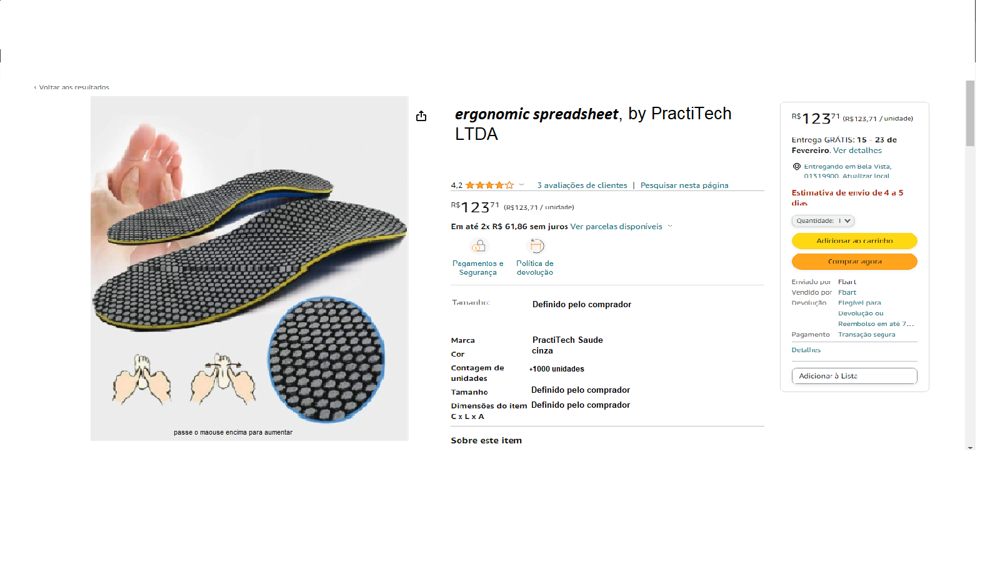 ‹ Voltar aos resultados
passe o maouse encima para aumentar
ergonomic spreadsheet, by PractiTech
LTDA
4,2
3 avaliações de clientes | Pesquisar nesta página
R$123 71 (R$123,71 / unidade)
Em até 2x R$ 61,86 sem juros Ver parcelas disponíveis
Pagamentos e
Segurança
Política de
devolução
Tamanho: Definido pelo comprador
Marca PractiTech Saude
Cor cinza
Contagem de
unidades +1000 unidades
Tamanho Definido pelo comprador
Dimensões do item Definido pelo comprador
C x L x A
Sobre este item
R$123 71 (R$123,71 / unidade)
Entrega GRÁTIS: 15 - 23 de
Fevereiro. Ver detalhes
Entregando em Bela Vista,
01319900. Atualizar local
Estimativa de envio de 4 a 5
dias
Quantidade: 1
Adicionar ao carrinho
Comprar agora
Enviado por Fbart
Vendido por Fbart
Devolução Elegível para
Devolução ou
Reembolso em até 7...
Pagamento Transação segura
Detalhes
Adicionar à Lista